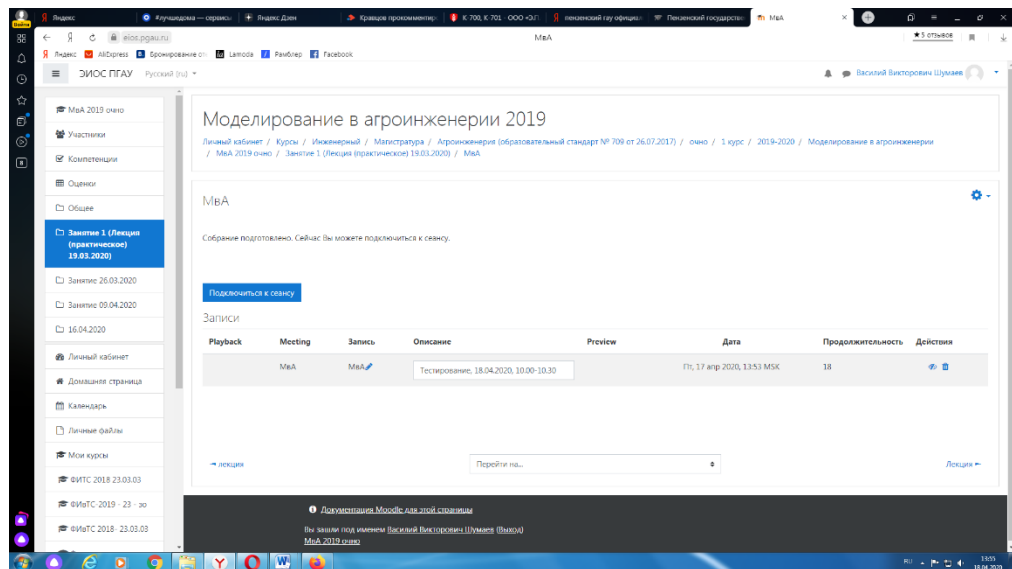 Яндекс
#лучшедома — сервисы
Яндекс Дзен
Кравцов прокомментиро
К-700, К-701 - ООО «ЭЛ
пензенский гау официал
Пензенский государствен
МвА
Войти
eios.pgau.ru
МвА
★ 5 отзывов
Яндекс
AliExpress
Бронирование оте
Lamoda
Рамблер
Facebook
ЭИОС ПГАУ
Русский (ru)
Василий Викторович Шумаев
МвА 2019 очно
Участники
Компетенции
Оценки
Общее
Занятие 1 (Лекция
(практическое)
19.03.2020)
Занятие 26.03.2020
Занятие 09.04.2020
16.04.2020
Личный кабинет
Домашняя страница
Календарь
Личные файлы
Мои курсы
ФИТС 2018 23.03.03
ФИвТС-2019 - 23 - зо
ФИвТС 2018- 23.03.03
Моделирование в агроинженерии 2019
Личный кабинет / Курсы / Инженерный / Магистратура / Агроинженерия (образовательный стандарт № 709 от 26.07.2017) / очно / 1 курс / 2019-2020 / Моделирование в агроинженерии
/ МвА 2019 очно / Занятие 1 (Лекция (практическое) 19.03.2020) / МвА
МвА
Собрание подготовлено. Сейчас Вы можете подключиться к сеансу.
Подключиться к сеансу
Записи
Playback Meeting Запись Описание Preview Дата Продолжительность Действия
МвА МвА Тестирование, 18.04.2020, 10.00-10.30 Пт, 17 апр 2020, 13:53 MSK 18
◄ лекция
Перейти на...
Лекция ►
Документация Moodle для этой страницы
Вы зашли под именем Василий Викторович Шумаев (Выход)
МвА 2019 очно
RU
13:55
18.04.2020